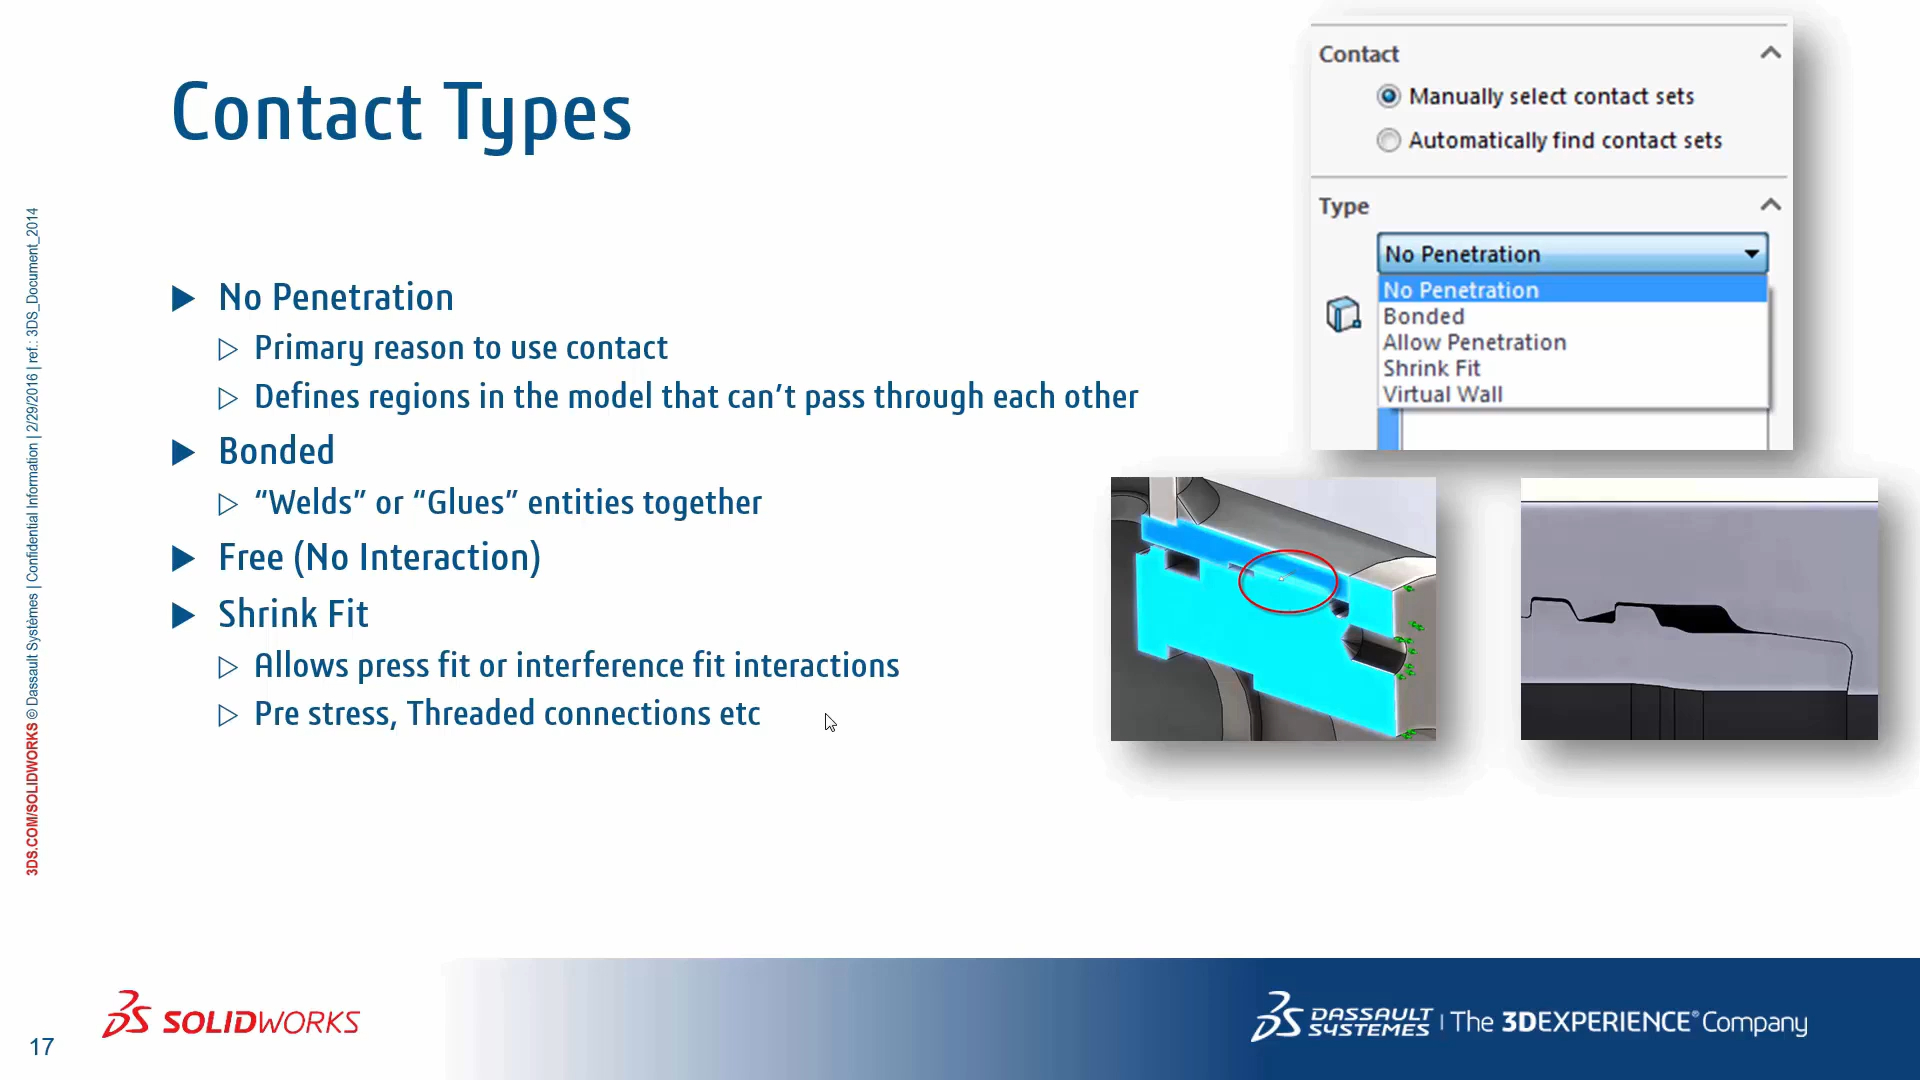 Contact Types
No Penetration
Primary reason to use contact
Defines regions in the model that can't pass through each other
Bonded
“Welds” or “Glues” entities together
Free (No Interaction)
Shrink Fit
Allows press fit or interference fit interactions
Pre stress, Threaded connections etc
Contact
Manually select contact sets
Automatically find contact sets
Type
No Penetration
No Penetration
Bonded
Allow Penetration
Shrink Fit
Virtual Wall
3DS.COM/SOLIDWORKS © Dassault Systèmes | Confidential Information | 2/29/2016 | ref.: 3DS_Document_2014
17
SOLIDWORKS
DASSAULT SYSTEMES | The 3DEXPERIENCE® Company